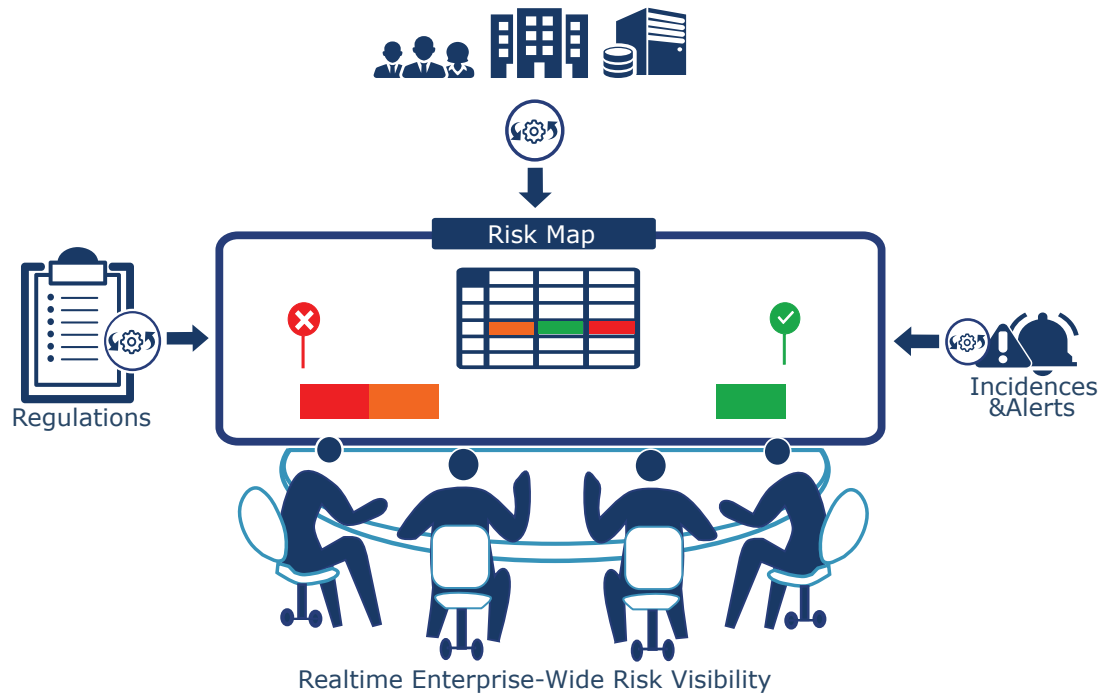 Risk Map
Regulations
Incidences
&Alerts
Realtime Enterprise-Wide Risk Visibility